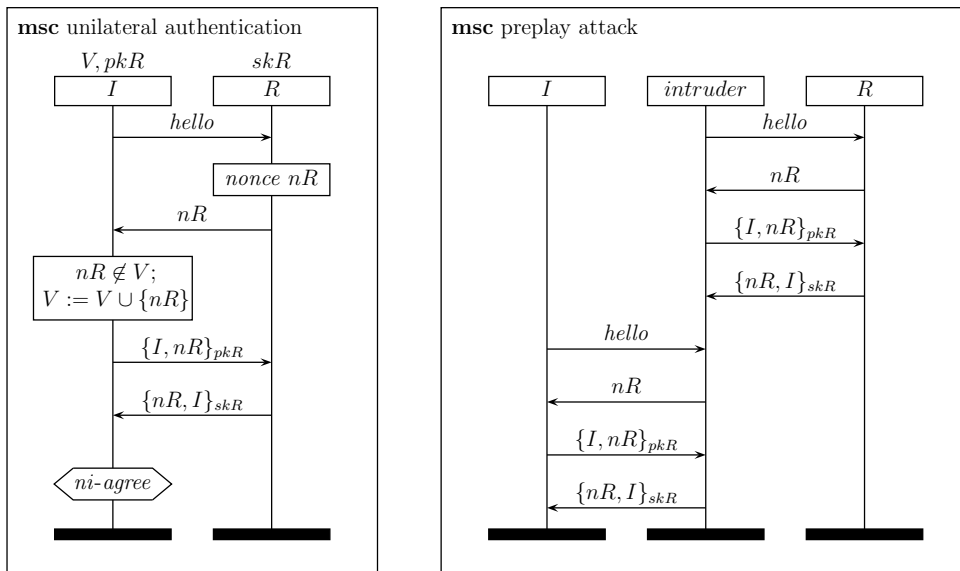 msc unilateral authentication
V, pkR
skR
I
R
hello
nonce nR
nR
nR ∉ V;
V := V ∪ {nR}
{I, nR}pkR
{nR, I}skR
ni-agree
msc preplay attack
I
intruder
R
hello
nR
{I, nR}pkR
{nR, I}skR
hello
nR
{I, nR}pkR
{nR, I}skR